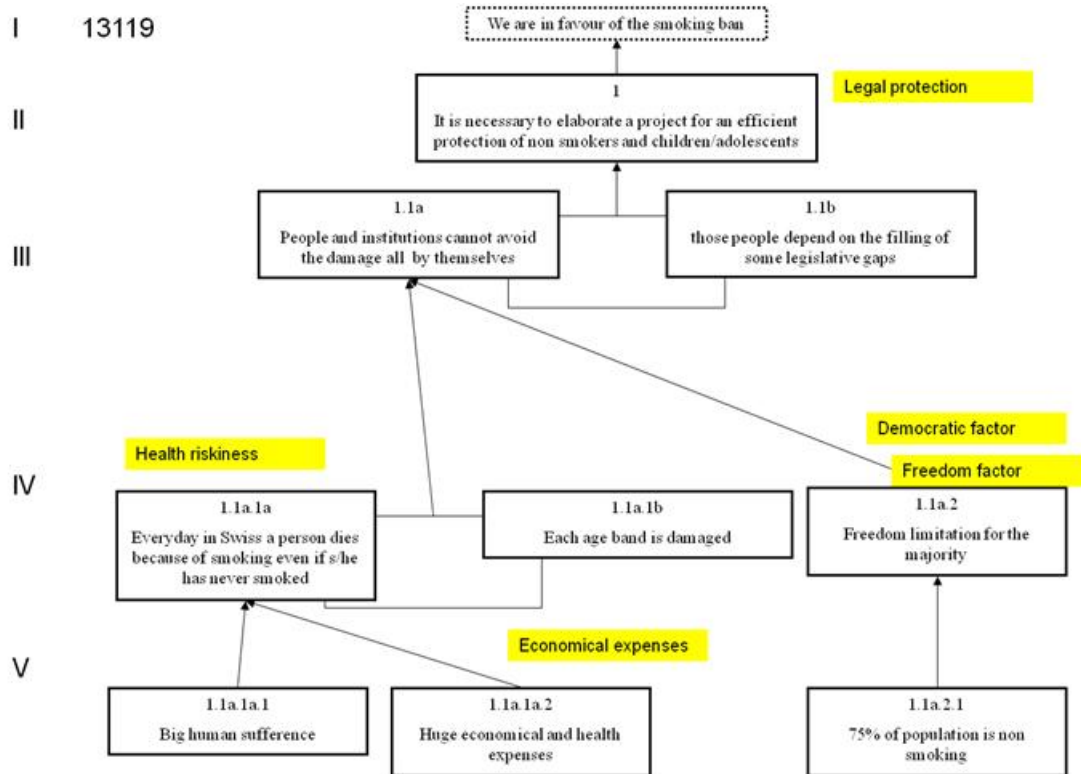 I
13119
We are in favour of the smoking ban
Legal protection
II
1
It is necessary to elaborate a project for an efficient
protection of non smokers and children/adolescents
III
1.1a
People and institutions cannot avoid
the damage all by themselves
1.1b
those people depend on the filling of
some legislative gaps
Democratic factor
Health riskiness
Freedom factor
IV
1.1a.1a
Everyday in Swiss a person dies
because of smoking even if s/he
has never smoked
1.1a.1b
Each age band is damaged
1.1a.2
Freedom limitation for the
majority
Economical expenses
V
1.1a.1a.1
Big human sufference
1.1a.1a.2
Huge economical and health
expenses
1.1a.2.1
75% of population is non
smoking